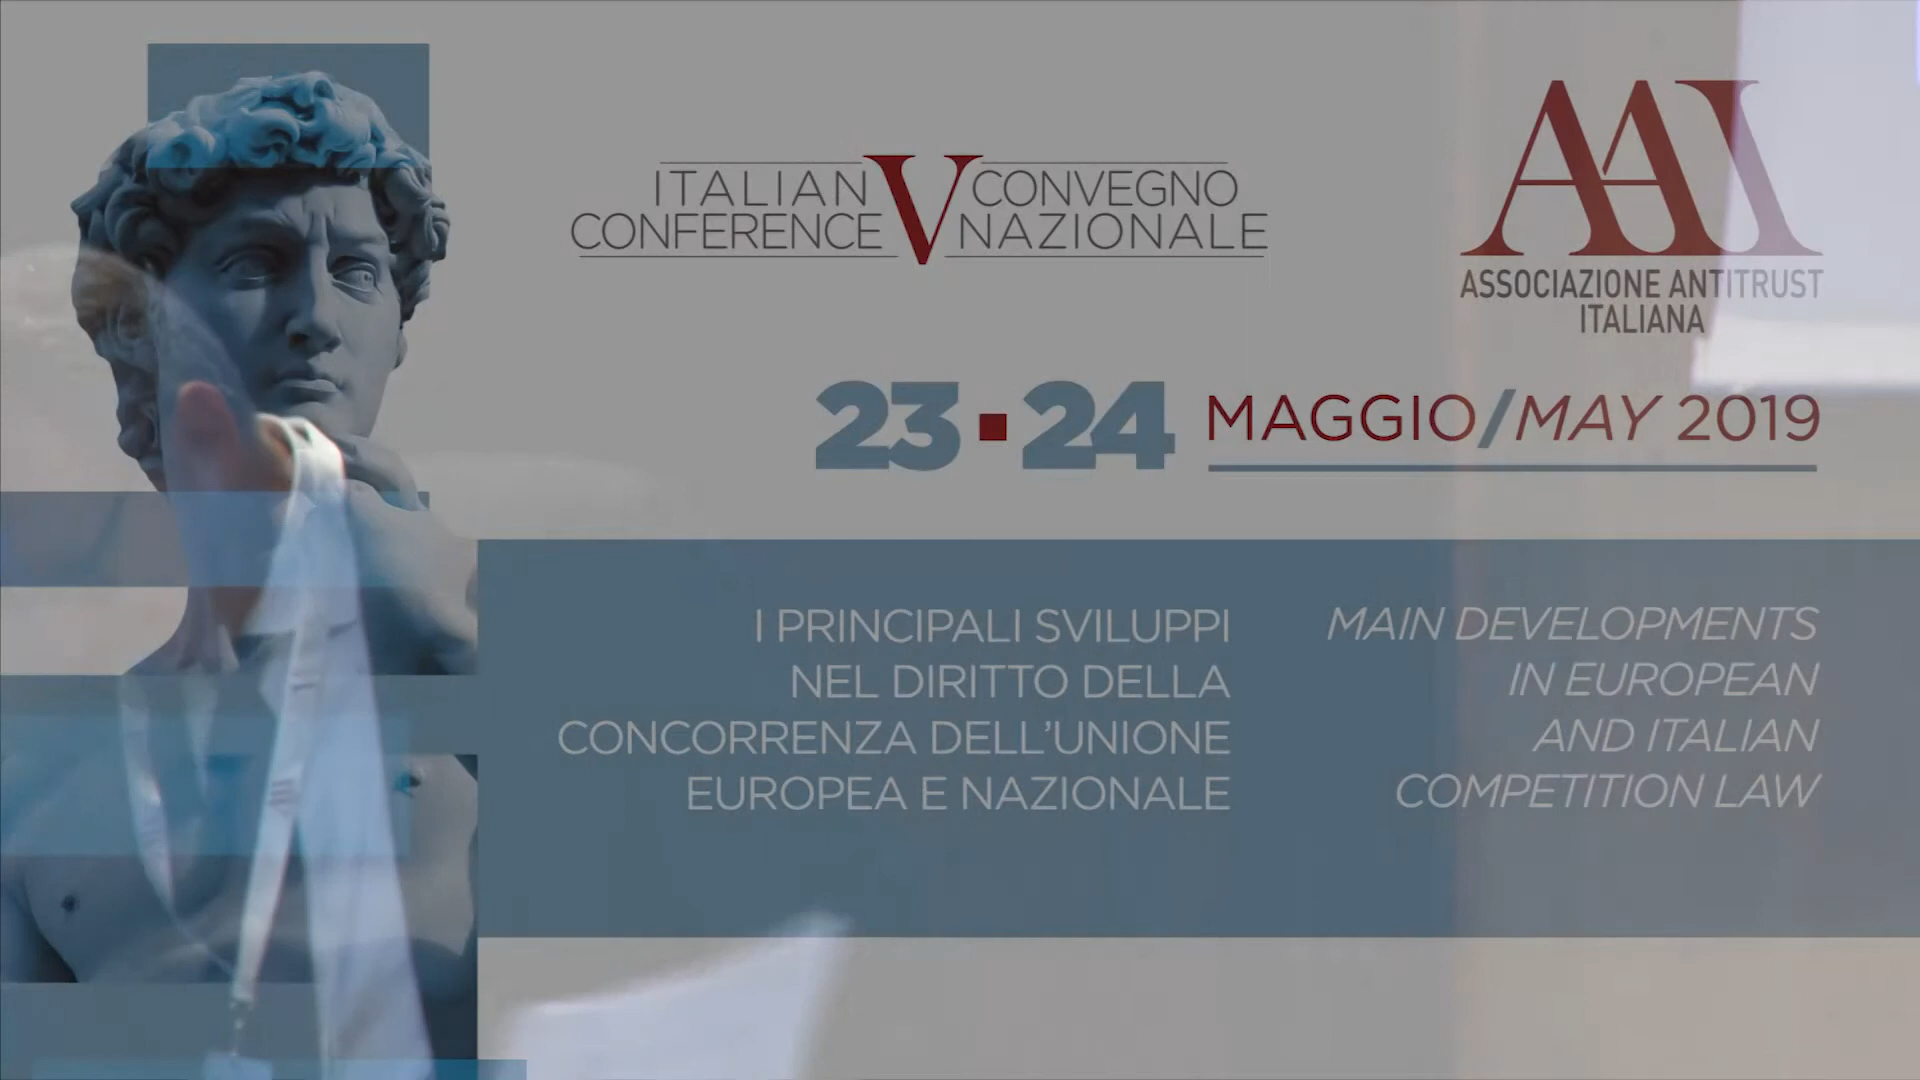 ITALIAN V CONVEGNO
CONFERENCE NAZIONALE
AAI
ASSOCIAZIONE ANTITRUST
ITALIANA
23▪24 MAGGIO/MAY 2019
I PRINCIPALI SVILUPPI
NEL DIRITTO DELLA
CONCORRENZA DELL'UNIONE
EUROPEA E NAZIONALE
MAIN DEVELOPMENTS
IN EUROPEAN
AND ITALIAN
COMPETITION LAW